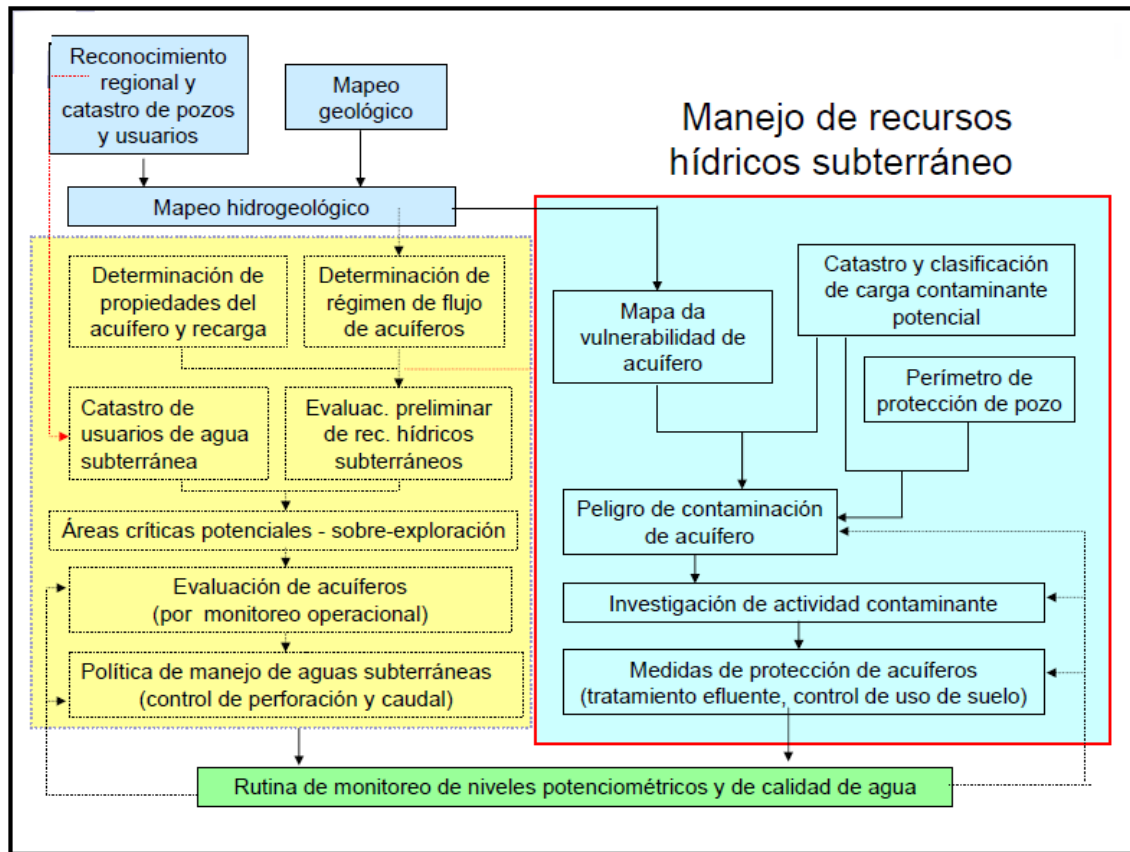 Reconocimiento
regional y
catastro de pozos
y usuarios
Mapeo
geológico
Manejo de recursos
hídricos subterráneo
Mapeo hidrogeológico
Determinación de
propiedades del
acuífero y recarga
Determinación de
régimen de flujo
de acuíferos
Mapa da
vulnerabilidad de
acuífero
Catastro y clasificación
de carga contaminante
potencial
Perímetro de
protección de pozo
Catastro de
usuarios de agua
subterránea
Evaluac. preliminar
de rec. hídricos
subterráneos
Áreas críticas potenciales - sobre-exploración
Peligro de contaminación
de acuífero
Evaluación de acuíferos
(por monitoreo operacional)
Investigación de actividad contaminante
Política de manejo de aguas subterráneas
(control de perforación y caudal)
Medidas de protección de acuíferos
(tratamiento efluente, control de uso de suelo)
Rutina de monitoreo de niveles potenciométricos y de calidad de agua